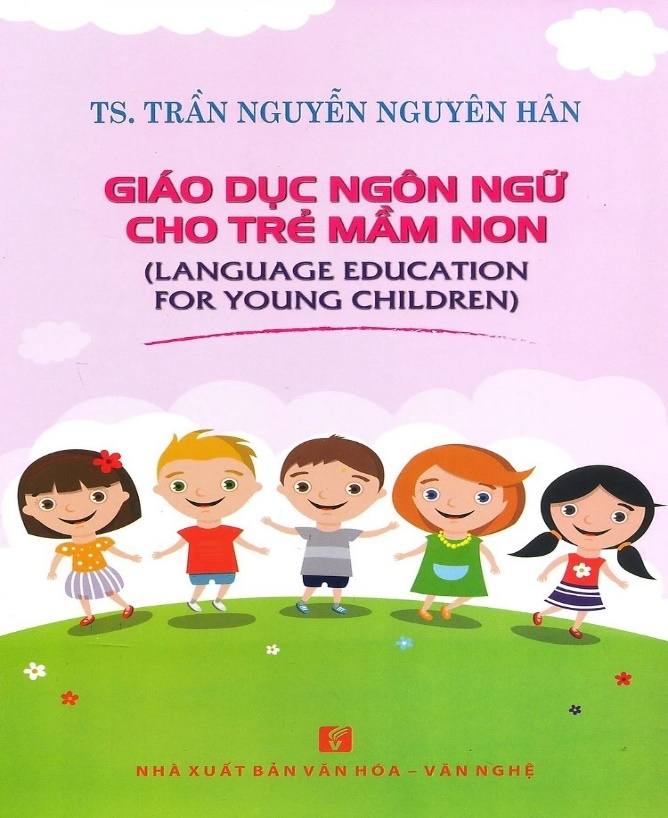 TS. TRẦN NGUYỄN NGUYÊN HÂN
GIÁO DỤC NGÔN NGỮ
CHO TRẺ MẦM NON
(LANGUAGE EDUCATION
FOR YOUNG CHILDREN)
V
NHÀ XUẤT BẢN VĂN HÓA – VĂN NGHỆ